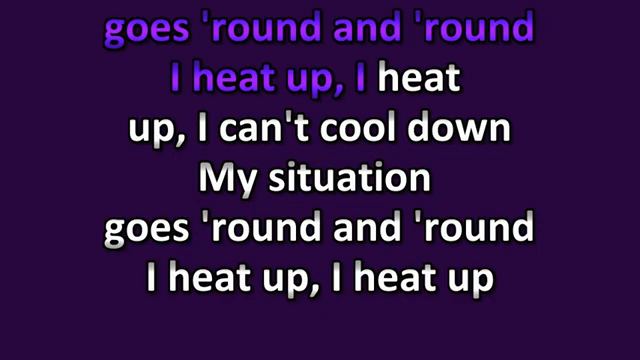 goes 'round and 'round
I heat up, I heat
up, I can't cool down
My situation
goes 'round and 'round
I heat up, I heat up